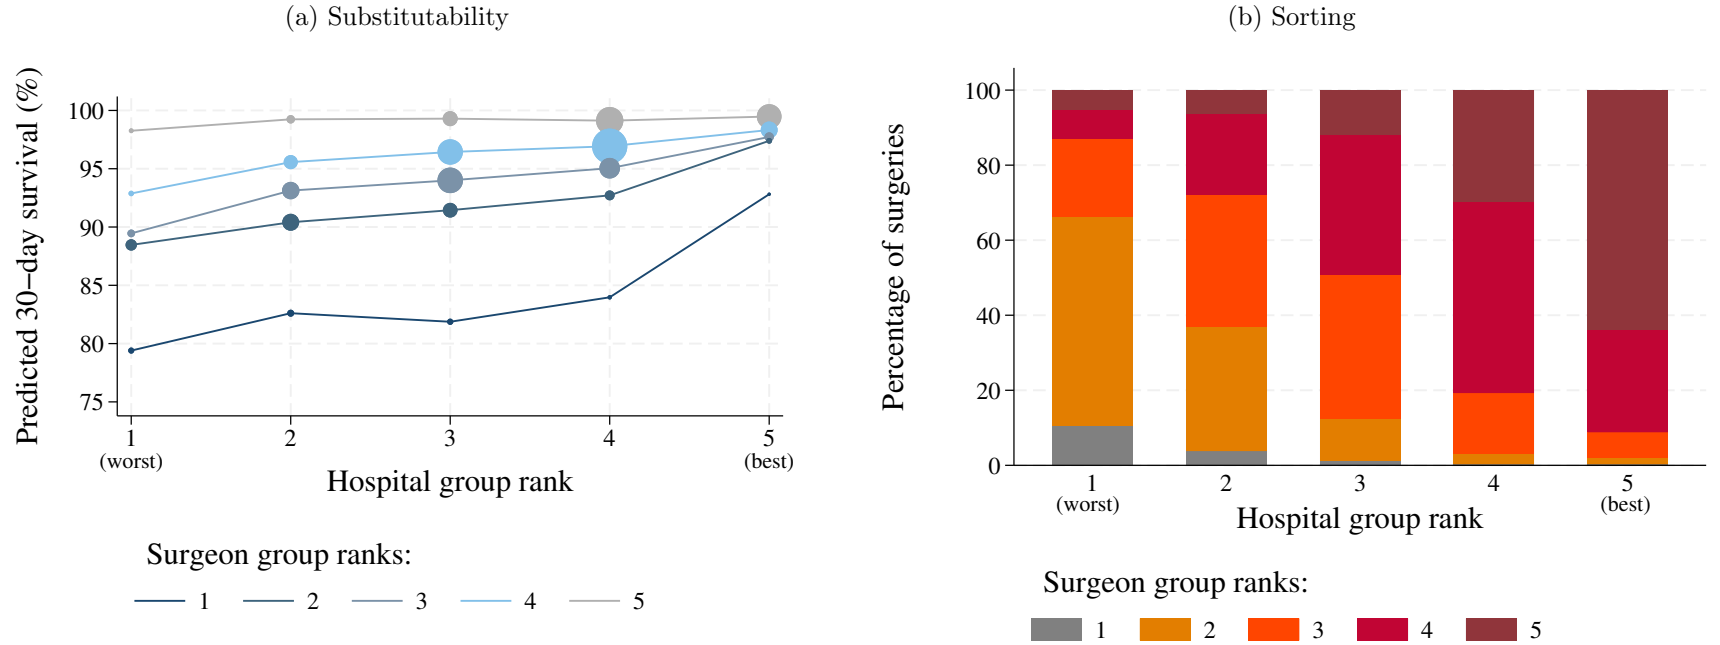 (a) Substitutability
Predicted 30−day survival (%)
100
95
90
85
80
75
1 2 3 4 5
(worst) (best)
Hospital group rank
Surgeon group ranks:
1 2 3 4 5
(b) Sorting
Percentage of surgeries
100
80
60
40
20
0
1 2 3 4 5
(worst) (best)
Hospital group rank
Surgeon group ranks:
1 2 3 4 5